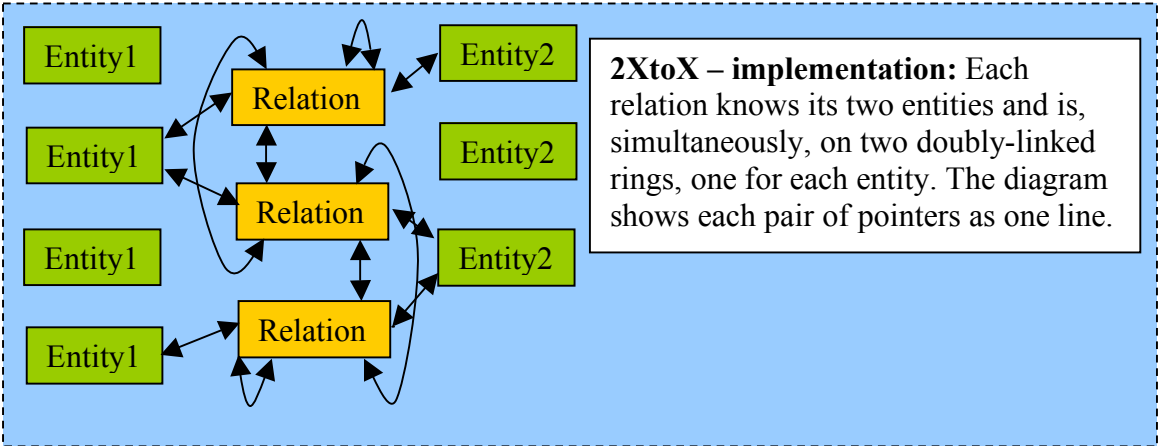 Entity1
Entity2
Relation
Entity1
Entity2
Relation
Entity1
Entity2
Relation
Entity1
2XtoX – implementation: Each
relation knows its two entities and is,
simultaneously, on two doubly-linked
rings, one for each entity. The diagram
shows each pair of pointers as one line.